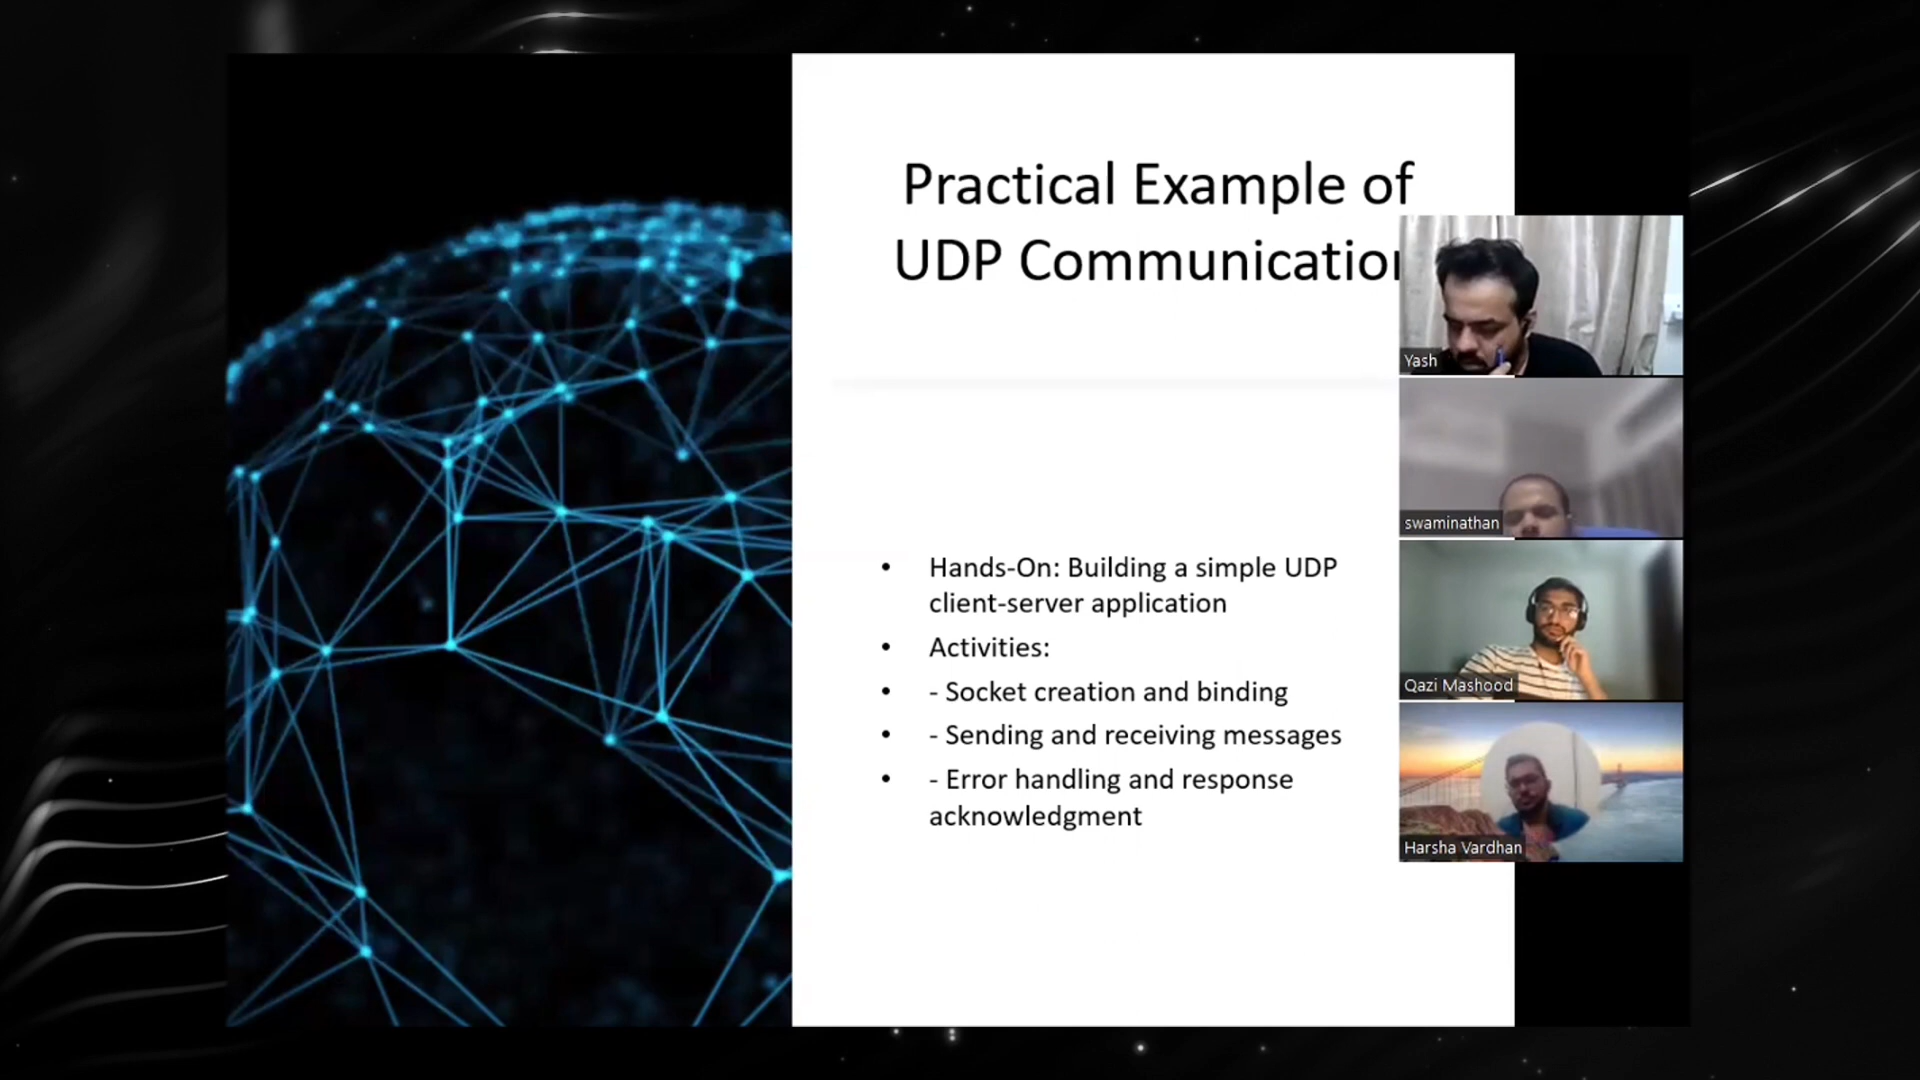 Practical Example of
UDP Communication
• Hands-On: Building a simple UDP
client-server application
• Activities:
• - Socket creation and binding
• - Sending and receiving messages
• - Error handling and response
acknowledgment
Yash
swaminathan
Qazi Mashood
Harsha Vardhan